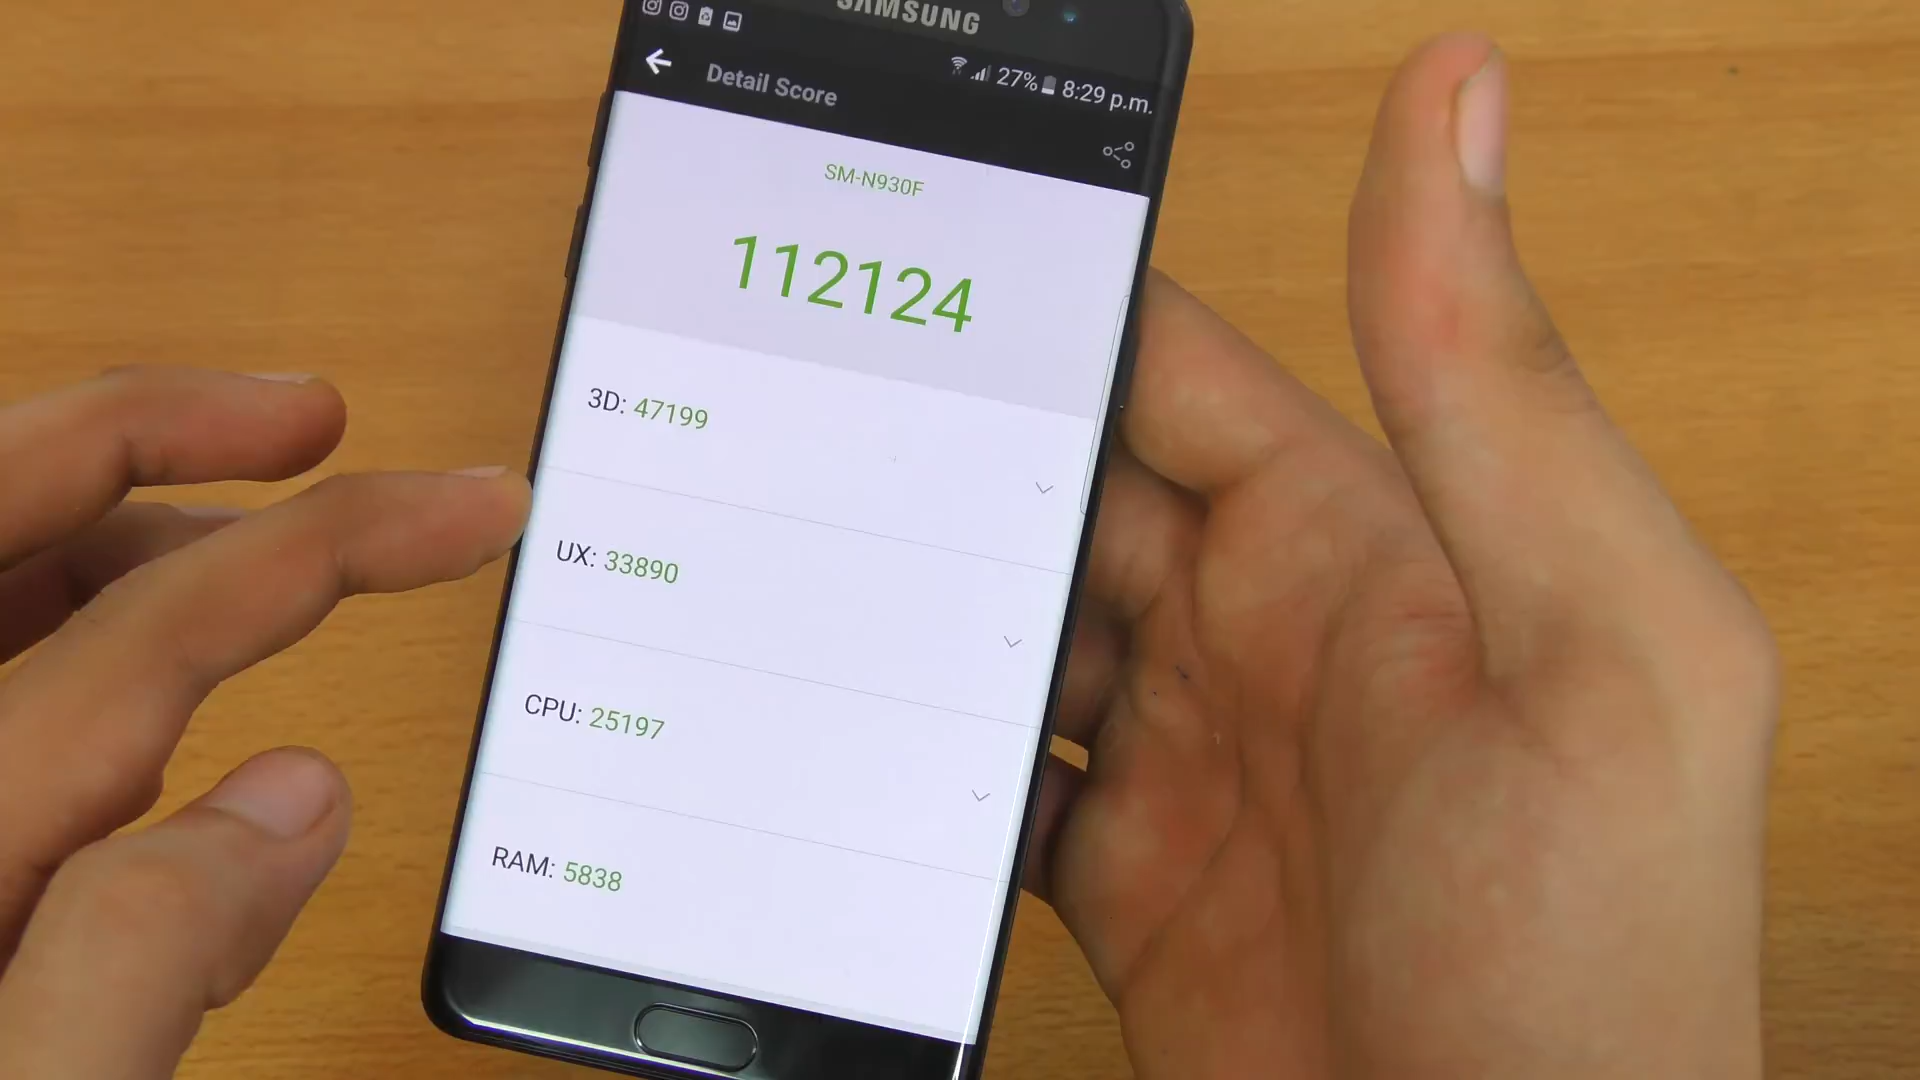 SAMSUNG
27% 8:29 p.m.
Detail Score
SM-N930F
112124
3D: 47199
UX: 33890
CPU: 25197
RAM: 5838